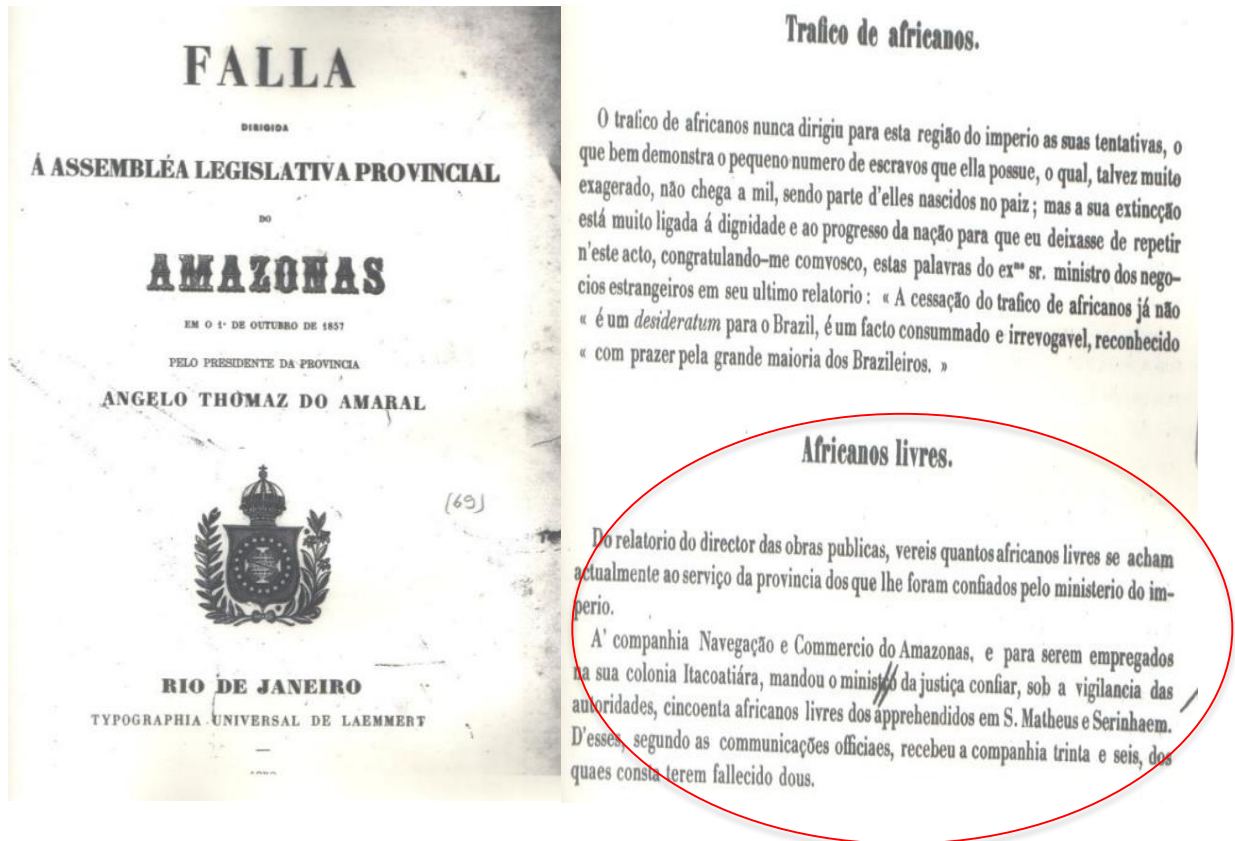 FALLA
DIRIGIDA
Á ASSEMBLÉA LEGISLATIVA PROVINCIAL
DO
AMAZONAS
EM O 1º DE OUTUBRO DE 1857
PELO PRESIDENTE DA PROVINCIA
ANGELO THOMAZ DO AMARAL
(69)
RIO DE JANEIRO
TYPOGRAPHIA UNIVERSAL DE LAEMMERT
Trafico de africanos.
O trafico de africanos nunca dirigiu para esta região do imperio as suas tentativas, o
que bem demonstra o pequeno numero de escravos que ella possue, o qual, talvez muito
exagerado, não chega a mil, sendo parte d'elles nascidos no paiz; mas a sua extincção
está muito ligada á dignidade e ao progresso da nação para que eu deixasse de repetir
n'este acto, congratulando-me comvosco, estas palavras do exmo sr. ministro dos nego-
cios estrangeiros em seu ultimo relatorio: « A cessação do trafico de africanos já não
« é um desideratum para o Brazil, é um facto consummado e irrevogavel, reconhecido
« com prazer pela grande maioria dos Brazileiros. »
Africanos livres.
Do relatorio do director das obras publicas, vereis quantos africanos livres se acham
actualmente ao serviço da provincia dos que lhe foram confiados pelo ministerio do im-
perio.
A' companhia Navegação e Commercio do Amazonas, e para serem empregados
na sua colonia Itacoatiára, mandou o ministro da justiça confiar, sob a vigilancia das
autoridades, cincoenta africanos livres dos apprehendidos em S. Matheus e Serinhaem.
D'esses, segundo as communicações officiaes, recebeu a companhia trinta e seis, dos
quaes consta terem fallecido dous.